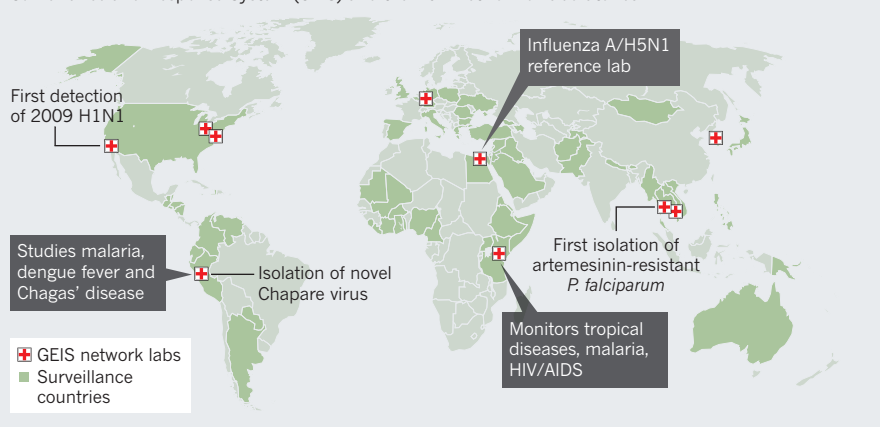 Influenza A/H5N1
reference lab
First detection
of 2009 H1N1
Studies malaria,
dengue fever and
Chagas’ disease
Isolation of novel
Chapare virus
First isolation of
artemesinin-resistant
P. falciparum
Monitors tropical
diseases, malaria,
HIV/AIDS
GEIS network labs
Surveillance
countries